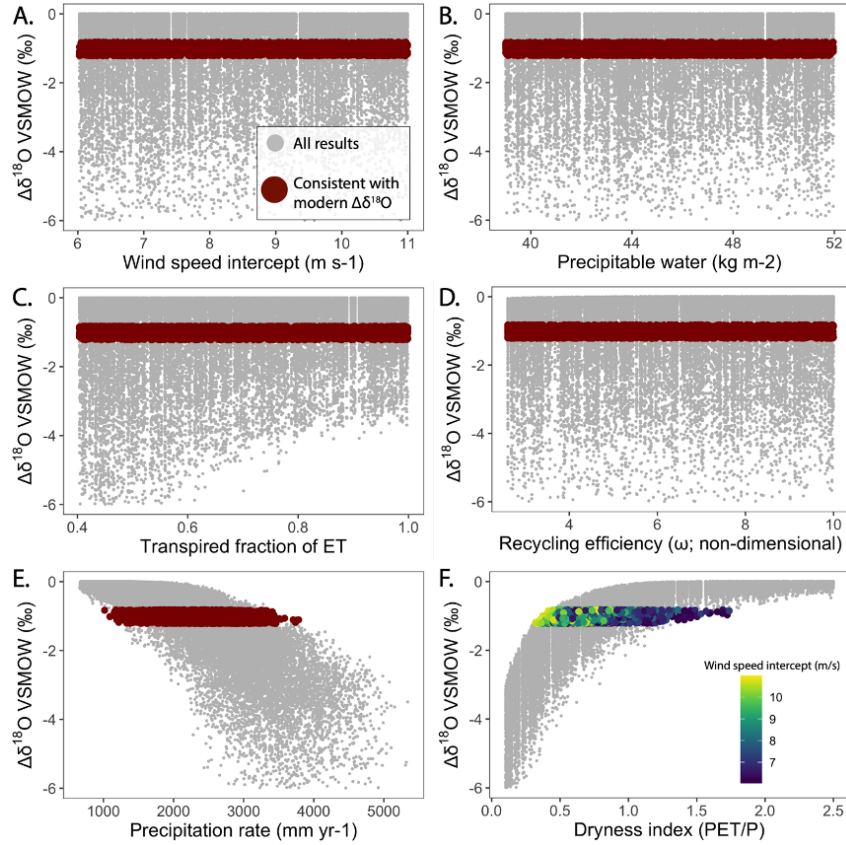 A.
B.
0
-2
-4
-6
Δδ¹⁸O VSMOW (‰)
All results
Consistent with
modern Δδ¹⁸O
6 7 8 9 10 11
Wind speed intercept (m s-1)
0
-2
-4
-6
Δδ¹⁸O VSMOW (‰)
40 44 48 52
Precipitable water (kg m-2)
C.
D.
0
-2
-4
-6
Δδ¹⁸O VSMOW (‰)
0.4 0.6 0.8 1.0
Transpired fraction of ET
0
-2
-4
-6
Δδ¹⁸O VSMOW (‰)
4 6 8 10
Recycling efficiency (ω; non-dimensional)
E.
F.
0
-2
-4
-6
Δδ¹⁸O VSMOW (‰)
1000 2000 3000 4000 5000
Precipitation rate (mm yr-1)
0
-2
-4
-6
Δδ¹⁸O VSMOW (‰)
Wind speed intercept (m/s)
10
9
8
7
0.0 0.5 1.0 1.5 2.0 2.5
Dryness index (PET/P)